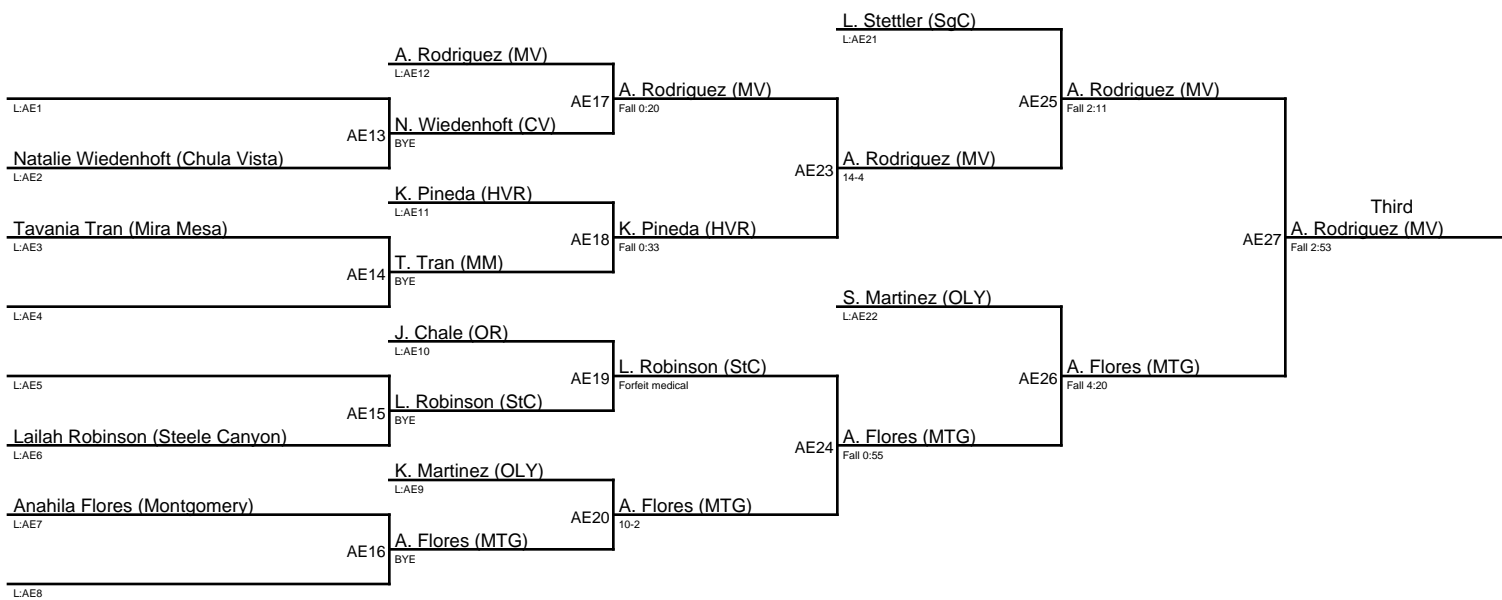 L. Stettler (SgC)
L:AE21
A. Rodriguez (MV)
L:AE12
AE17
A. Rodriguez (MV)
Fall 0:20
AE25
A. Rodriguez (MV)
Fall 2:11
L:AE1
AE13
N. Wiedenhoft (CV)
BYE
Natalie Wiedenhoft (Chula Vista)
L:AE2
AE23
A. Rodriguez (MV)
14-4
K. Pineda (HVR)
L:AE11
Tavania Tran (Mira Mesa)
L:AE3
AE18
K. Pineda (HVR)
Fall 0:33
AE27
Third
A. Rodriguez (MV)
Fall 2:53
AE14
T. Tran (MM)
BYE
L:AE4
S. Martinez (OLY)
L:AE22
J. Chale (OR)
L:AE10
AE19
L. Robinson (StC)
Forfeit medical
AE26
A. Flores (MTG)
Fall 4:20
L:AE5
AE15
L. Robinson (StC)
BYE
Lailah Robinson (Steele Canyon)
L:AE6
AE24
A. Flores (MTG)
Fall 0:55
K. Martinez (OLY)
L:AE9
Anahila Flores (Montgomery)
L:AE7
AE20
A. Flores (MTG)
10-2
AE16
A. Flores (MTG)
BYE
L:AE8